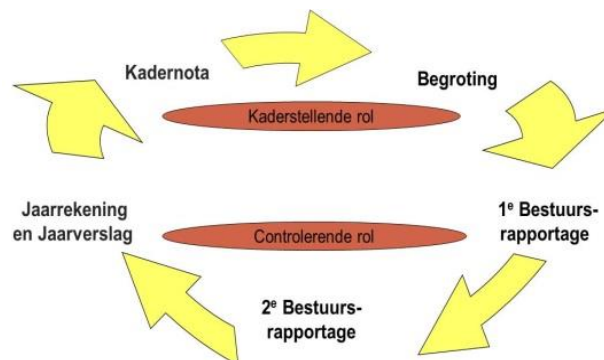 Kadernota
Begroting
Kaderstellende rol
Jaarrekening
en Jaarverslag
1e Bestuurs-
rapportage
Controlerende rol
2e Bestuurs-
rapportage